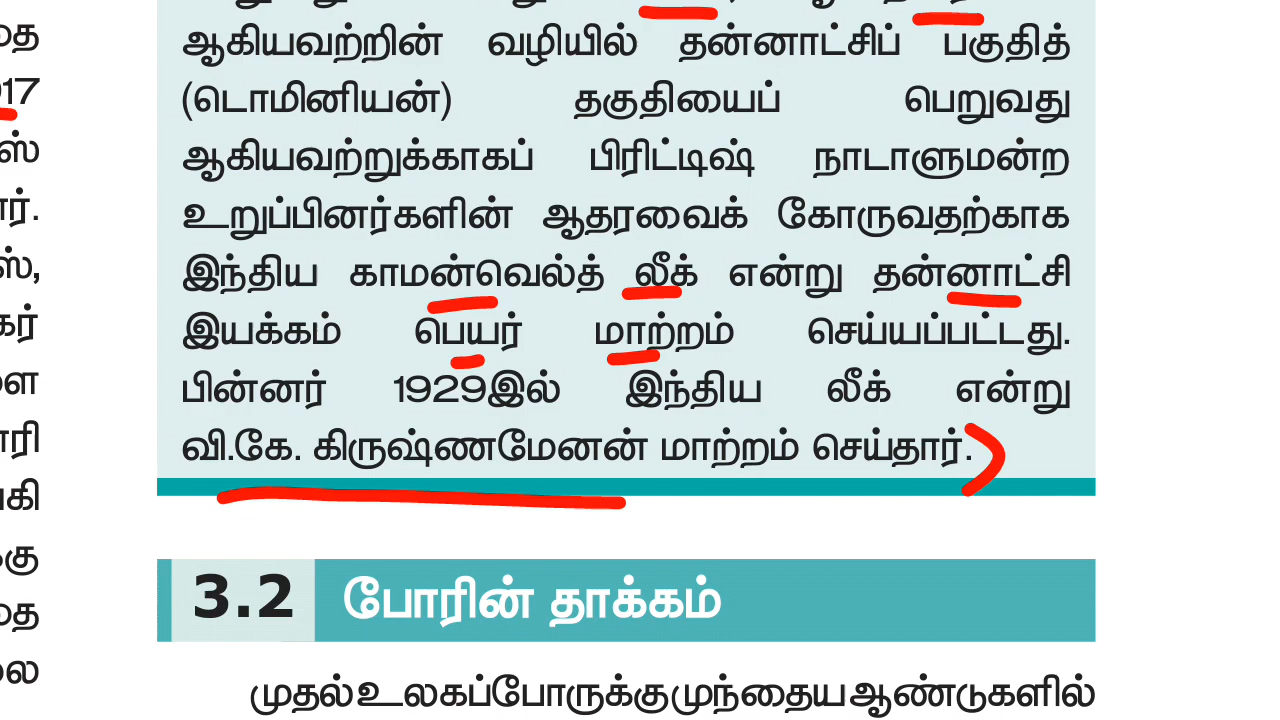 ஆகியவற்றின் வழியில் தன்னாட்சிப் பகுதித்
(டொமினியன்) தகுதியைப் பெறுவது
ஆகியவற்றுக்காகப் பிரிட்டிஷ் நாடாளுமன்ற
உறுப்பினர்களின் ஆதரவைக் கோருவதற்காக
இந்திய காமன்வெல்த் லீக் என்று தன்னாட்சி
இயக்கம் பெயர் மாற்றம் செய்யப்பட்டது.
பின்னர் 1929இல் இந்திய லீக் என்று
வி.கே. கிருஷ்ணமேனன் மாற்றம் செய்தார்.
3.2 போரின் தாக்கம்
முதல் உலகப்போருக்கு முந்தைய ஆண்டுகளில்